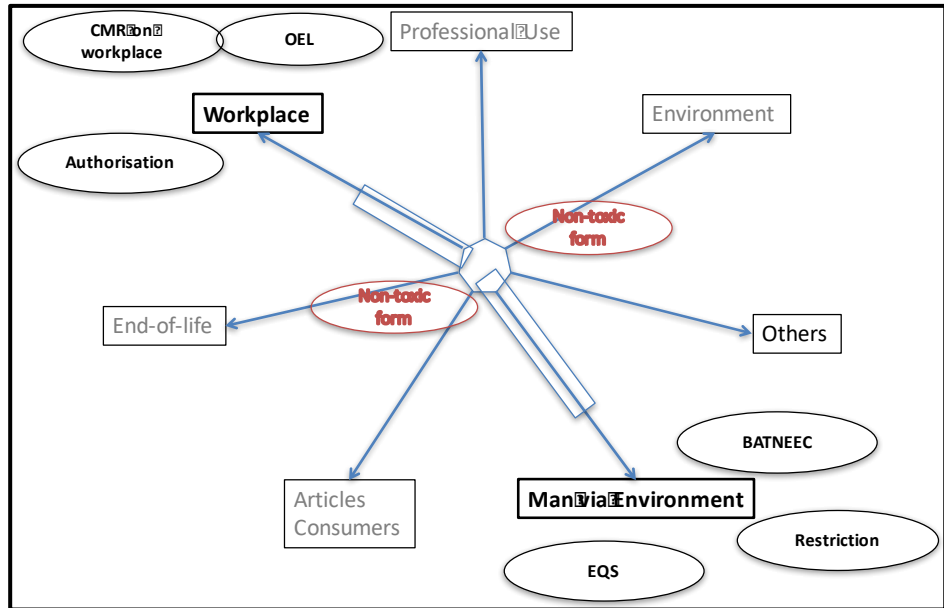 CMR on
workplace
OEL
Professional Use
Workplace
Environment
Authorisation
Non-toxic
form
Non-toxic
form
End-of-life
Others
BATNEEC
Articles
Consumers
Man via Environment
Restriction
EQS